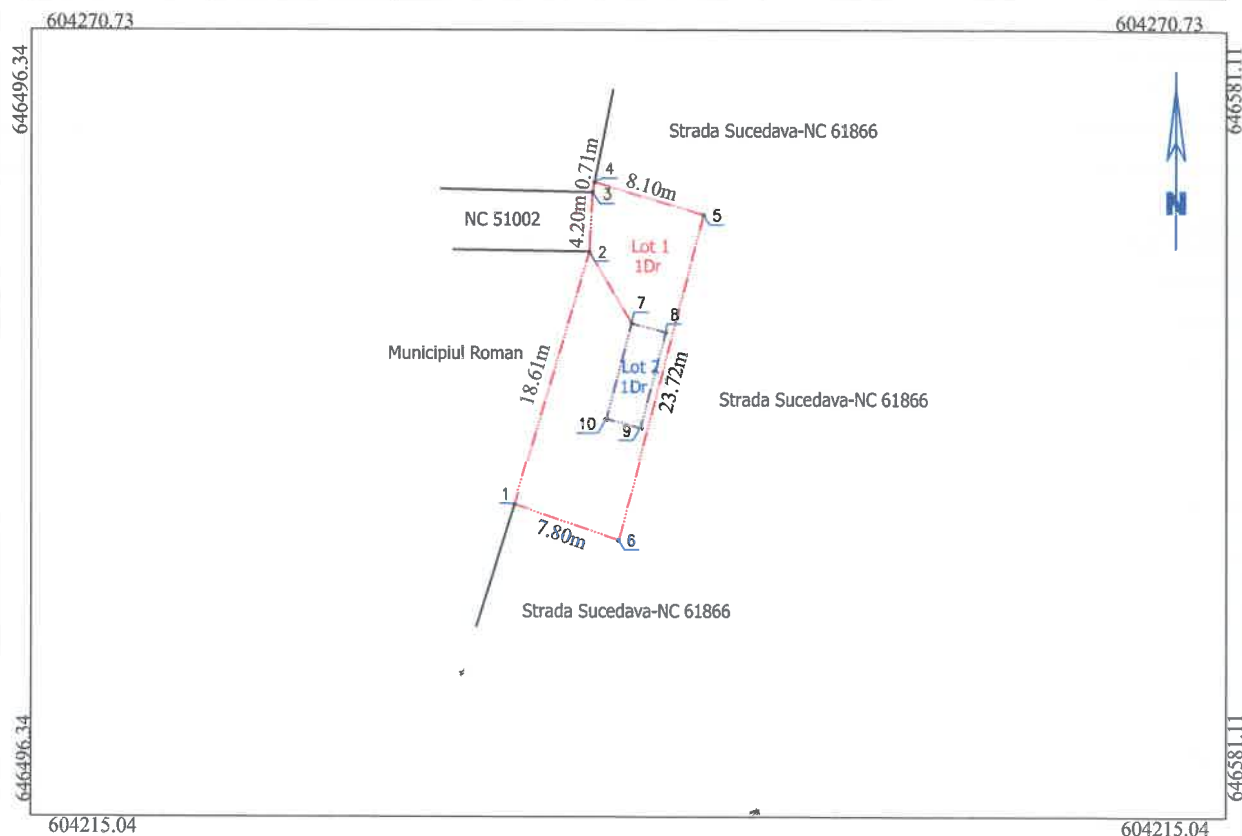 604270.73
604270.73
646496.34
646581.11
Strada Sucedava-NC 61866
N
0.71m
4
8.10m
3
5
NC 51002
4.20m
2
Lot 1
1Dr
7
8
Municipiul Roman
18.61m
Lot 2
1Dr
23.72m
Strada Sucedava-NC 61866
10
9
1
7.80m
6
Strada Sucedava-NC 61866
646496.34
646581.11
604215.04
604215.04